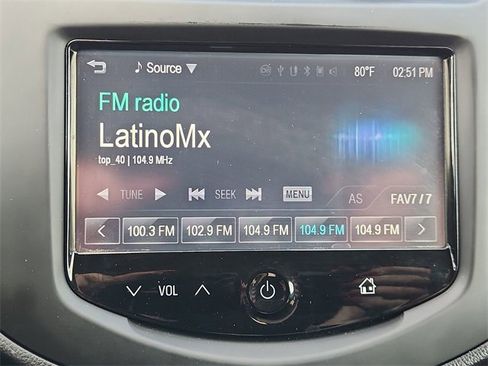 Source 80°F 02:51 PM
FM radio
LatinoMx
top_40 | 104.9 MHz
TUNE SEEK MENU AS FAV7 / 7
100.3 FM 102.9 FM 104.9 FM 104.9 FM 104.9 FM
VOL